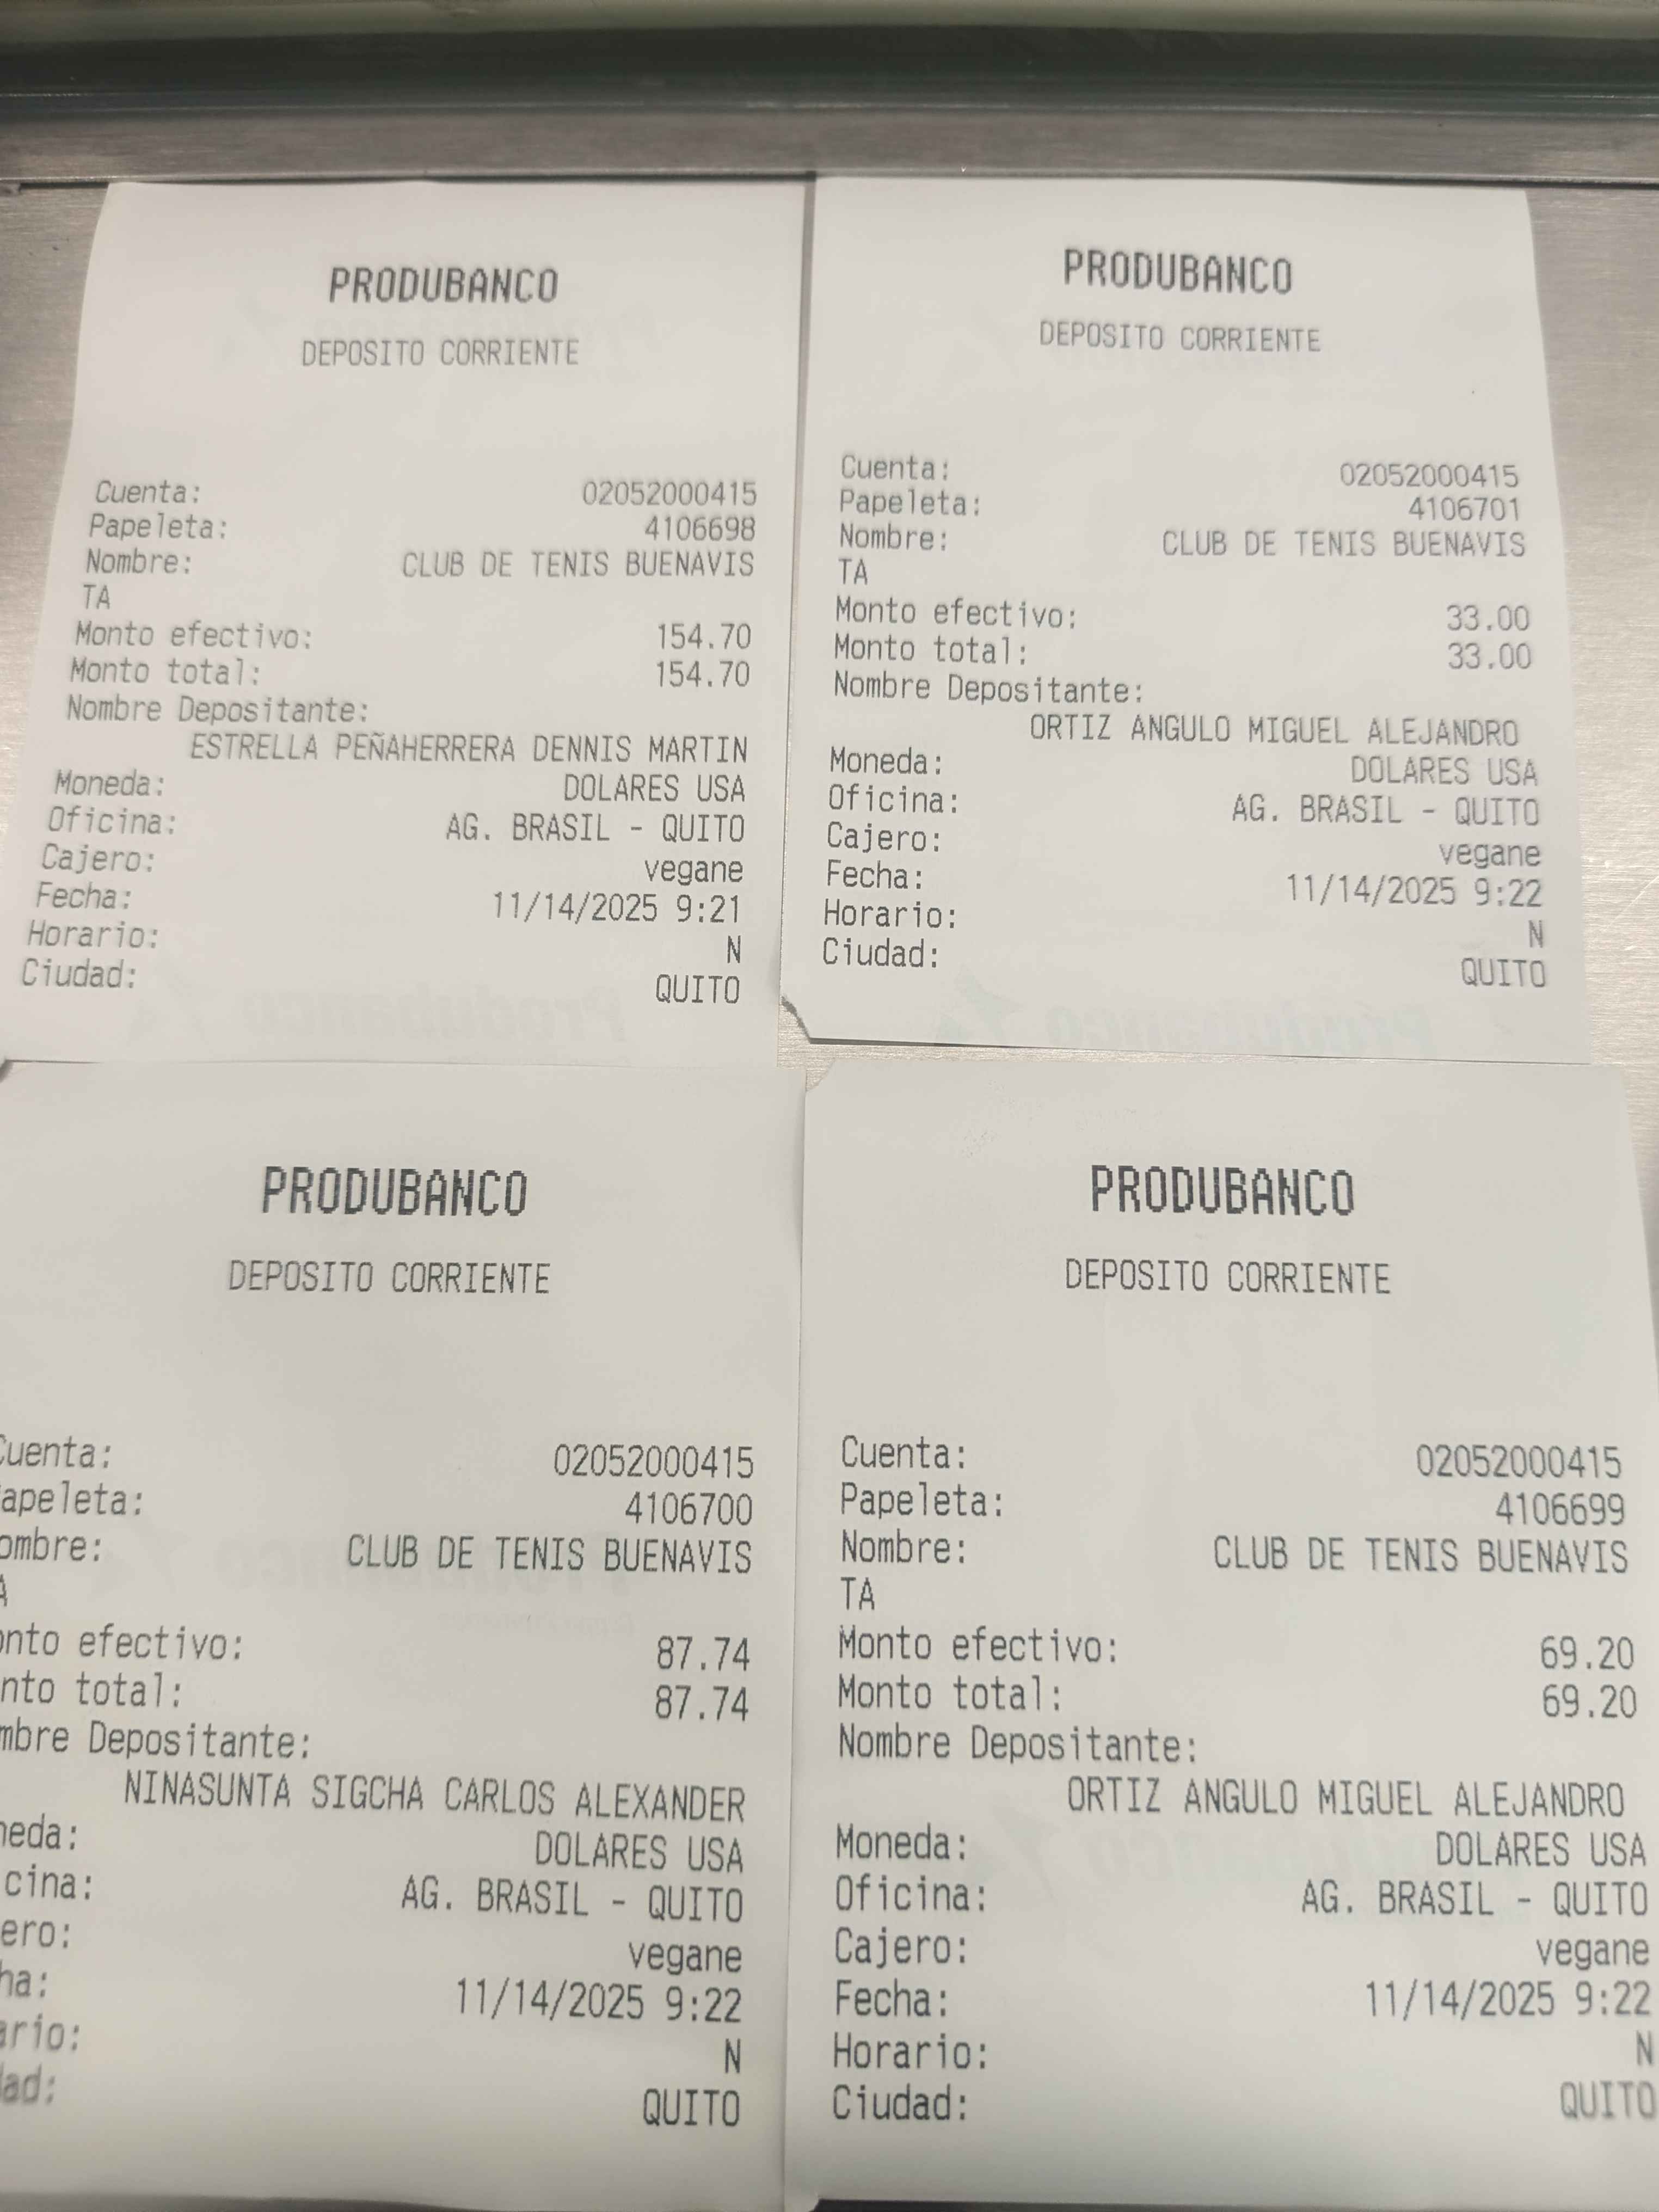 PRODUBANCO
DEPOSITO CORRIENTE
Cuenta: 02052000415
Papeleta: 4106698
Nombre: CLUB DE TENIS BUENAVIS
TA
Monto efectivo: 154.70
Monto total: 154.70
Nombre Depositante:
ESTRELLA PEÑAHERRERA DENNIS MARTIN
Moneda: DOLARES USA
Oficina: AG. BRASIL - QUITO
Cajero: vegane
Fecha: 11/14/2025 9:21
Horario: N
Ciudad: QUITO
Produbanco
PRODUBANCO
DEPOSITO CORRIENTE
Cuenta: 02052000415
Papeleta: 4106701
Nombre: CLUB DE TENIS BUENAVIS
TA
Monto efectivo: 33.00
Monto total: 33.00
Nombre Depositante:
ORTIZ ANGULO MIGUEL ALEJANDRO
Moneda: DOLARES USA
Oficina: AG. BRASIL - QUITO
Cajero: vegane
Fecha: 11/14/2025 9:22
Horario: N
Ciudad: QUITO
Produbanco
PRODUBANCO
DEPOSITO CORRIENTE
Cuenta: 02052000415
apeleta: 4106700
ombre: CLUB DE TENIS BUENAVIS
A
onto efectivo: 87.74
nto total: 87.74
mbre Depositante:
NINASUNTA SIGCHA CARLOS ALEXANDER
neda: DOLARES USA
cina: AG. BRASIL - QUITO
ero: vegane
ha: 11/14/2025 9:22
ario: N
dad: QUITO
PRODUBANCO
DEPOSITO CORRIENTE
Cuenta: 02052000415
Papeleta: 4106699
Nombre: CLUB DE TENIS BUENAVIS
TA
Monto efectivo: 69.20
Monto total: 69.20
Nombre Depositante:
ORTIZ ANGULO MIGUEL ALEJANDRO
Moneda: DOLARES USA
Oficina: AG. BRASIL - QUITO
Cajero: vegane
Fecha: 11/14/2025 9:22
Horario: N
Ciudad: QUITO